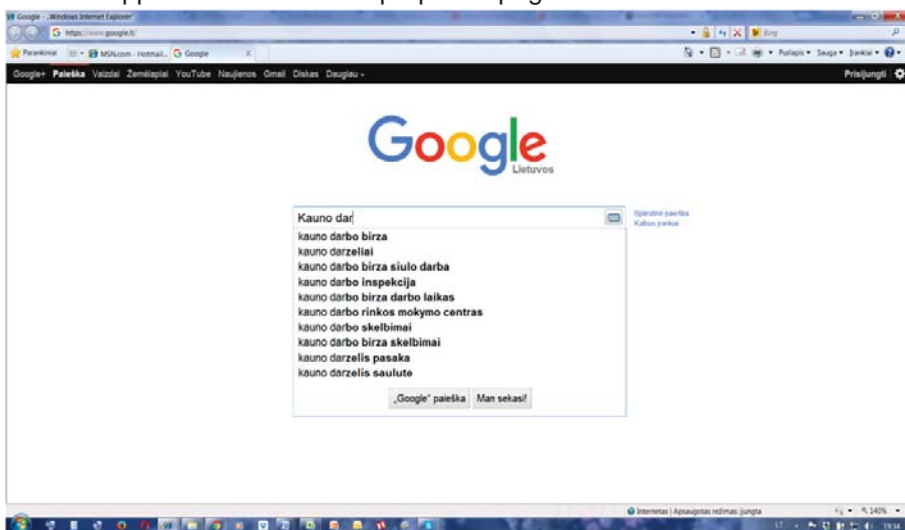 Google - „Windows Internet Explorer“
https://www.google.lt/
Bing
Parankiniai MSN.com - Hotmail... Google X
Puslapis Sauga Įrankiai
Google+ Paieška Vaizdai Žemėlapiai YouTube Naujienos Gmail Diskas Daugiau
Prisijungti
Google
Lietuvos
Kauno dar
Išplėstinė paieška
Kalbos įrankiai
kauno darbo birza
kauno darzeliai
kauno darbo birza siulo darba
kauno darbo inspekcija
kauno darbo birza darbo laikas
kauno darbo rinkos mokymo centras
kauno darbo skelbimai
kauno darbo birza skelbimai
kauno darzelis pasaka
kauno darzelis saulute
„Google“ paieška Man sekasi!
Internetas | Apsaugotas režimas: įjungta
140%
LT